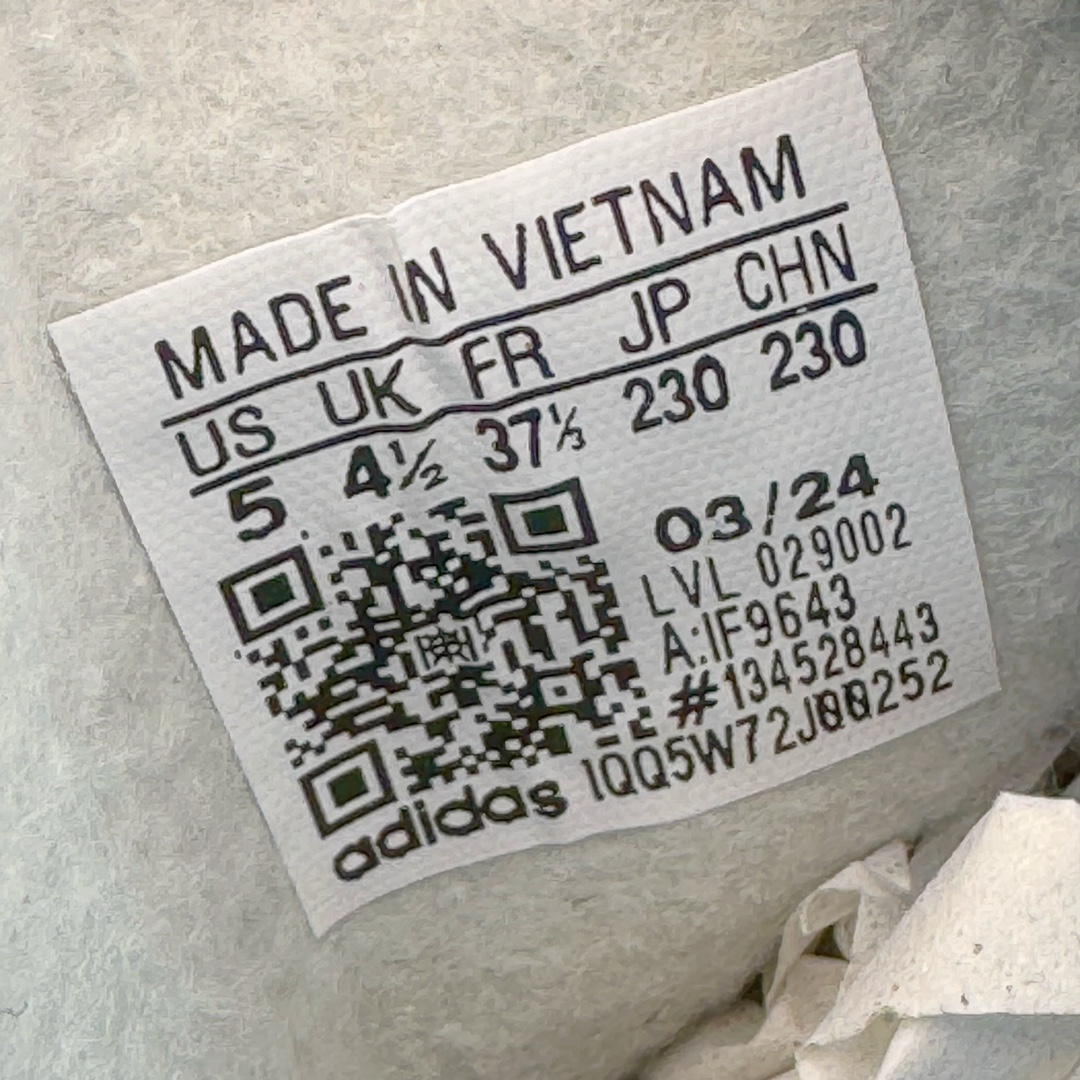 MADE IN VIETNAM
US UK FR JP CHN
5 4½ 37⅓ 230 230
03/24
LVL 029002
A:IF9643
#134528443
adidas